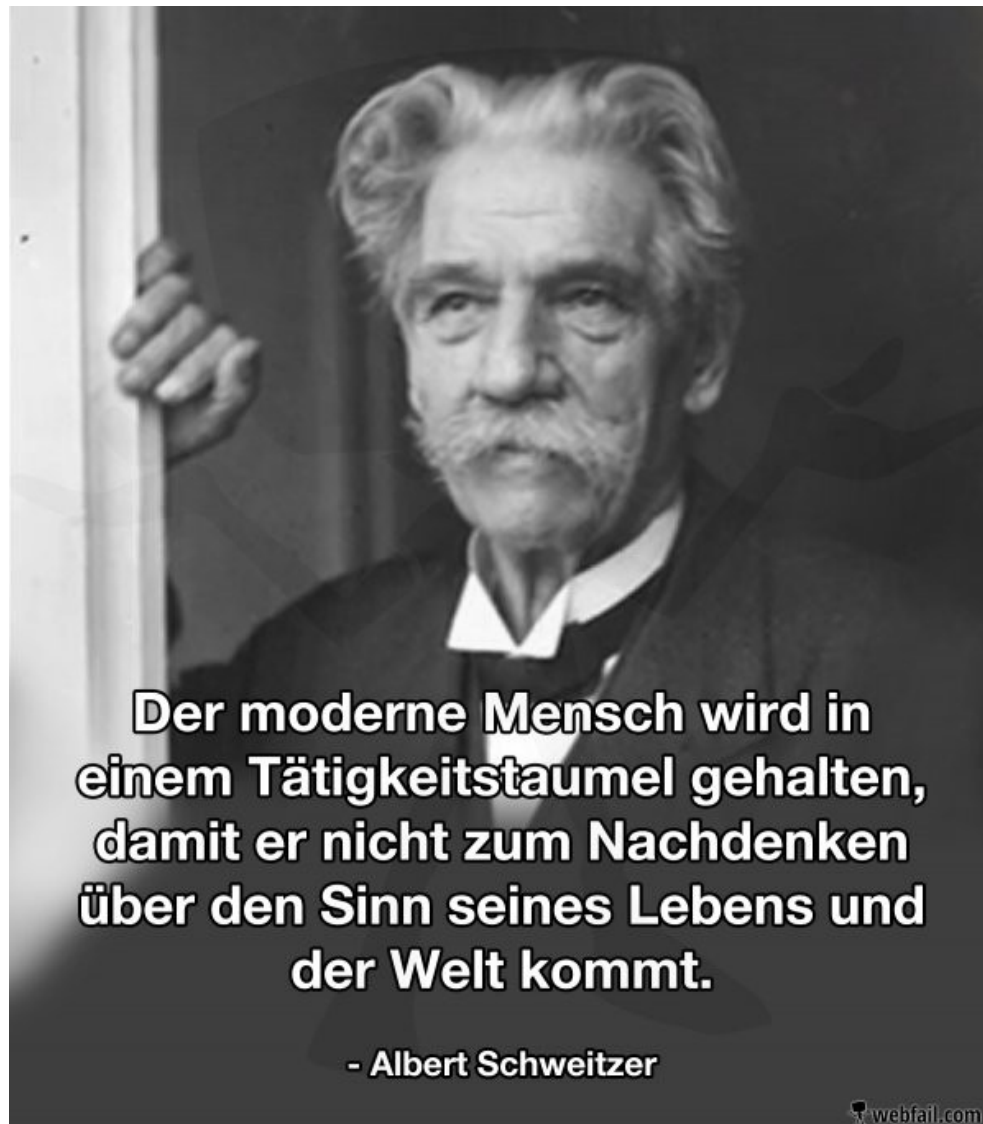 Der moderne Mensch wird in
einem Tätigkeitstaumel gehalten,
damit er nicht zum Nachdenken
über den Sinn seines Lebens und
der Welt kommt.
- Albert Schweitzer
webfail.com